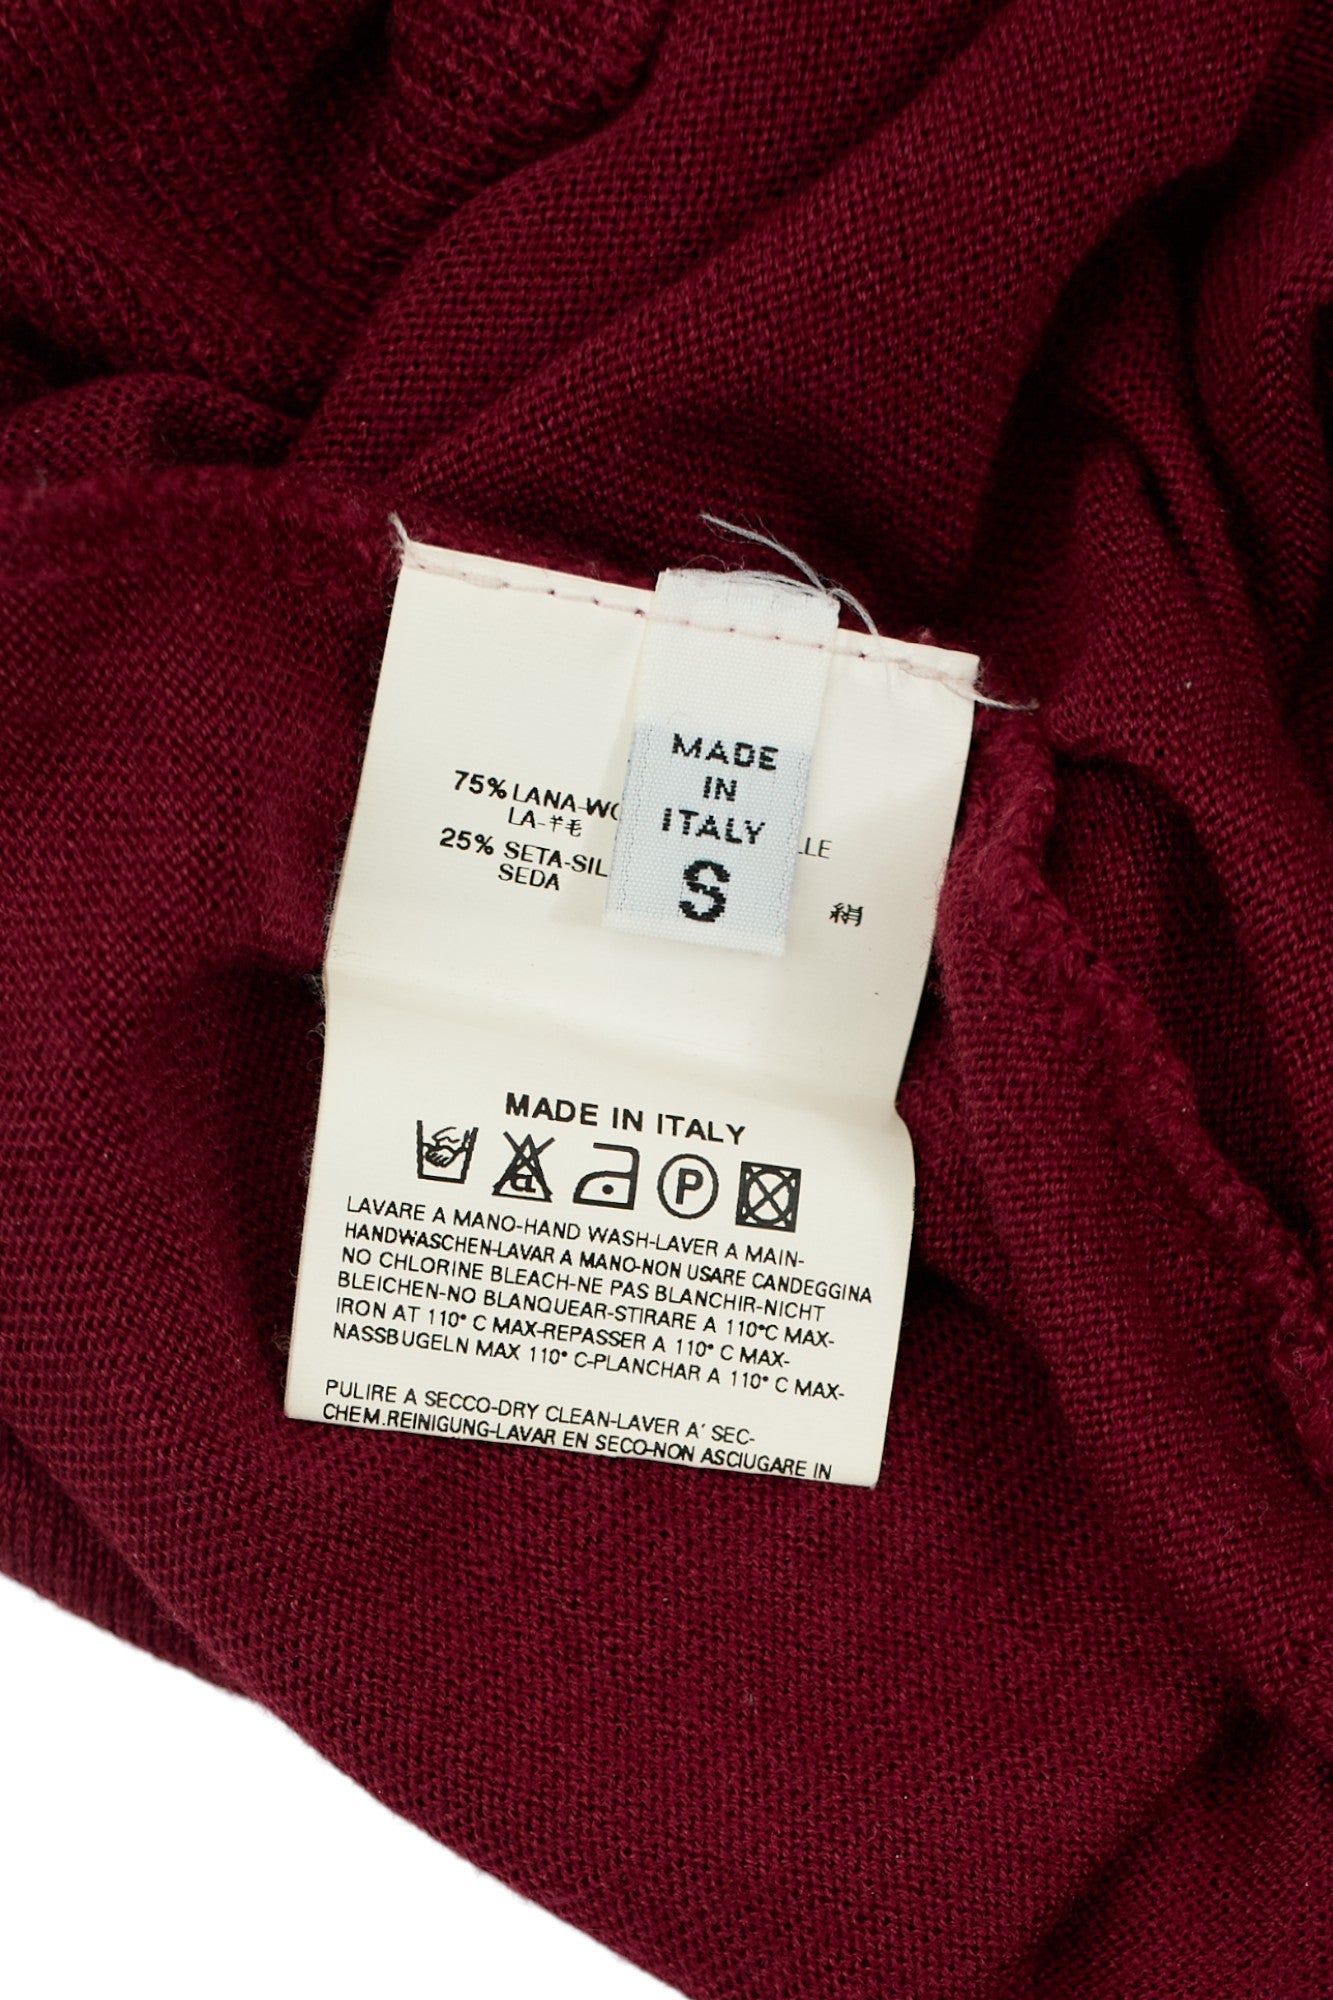 MADE
IN
ITALY
S
75% LANA-WO LLE
LA-羊毛
25% SETA-SIL 絹
SEDA
MADE IN ITALY
P
LAVARE A MANO-HAND WASH-LAVER A MAIN-
HANDWASCHEN-LAVAR A MANO-NON USARE CANDEGGINA
NO CHLORINE BLEACH-NE PAS BLANCHIR-NICHT
BLEICHEN-NO BLANQUEAR-STIRARE A 110°C MAX-
IRON AT 110° C MAX-REPASSER A 110° C MAX-
NASSBUGELN MAX 110° C-PLANCHAR A 110° C MAX-
PULIRE A SECCO-DRY CLEAN-LAVER A' SEC-
CHEM.REINIGUNG-LAVAR EN SECO-NON ASCIUGARE IN